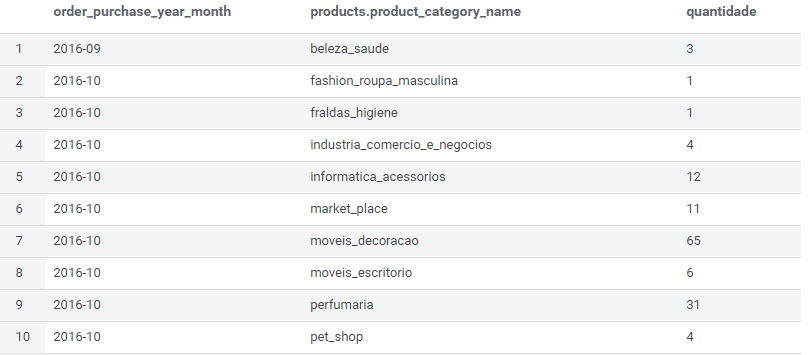 order_purchase_year_month products.product_category_name quantidade
1 2016-09 beleza_saude 3
2 2016-10 fashion_roupa_masculina 1
3 2016-10 fraldas_higiene 1
4 2016-10 industria_comercio_e_negocios 4
5 2016-10 informatica_acessorios 12
6 2016-10 market_place 11
7 2016-10 moveis_decoracao 65
8 2016-10 moveis_escritorio 6
9 2016-10 perfumaria 31
10 2016-10 pet_shop 4